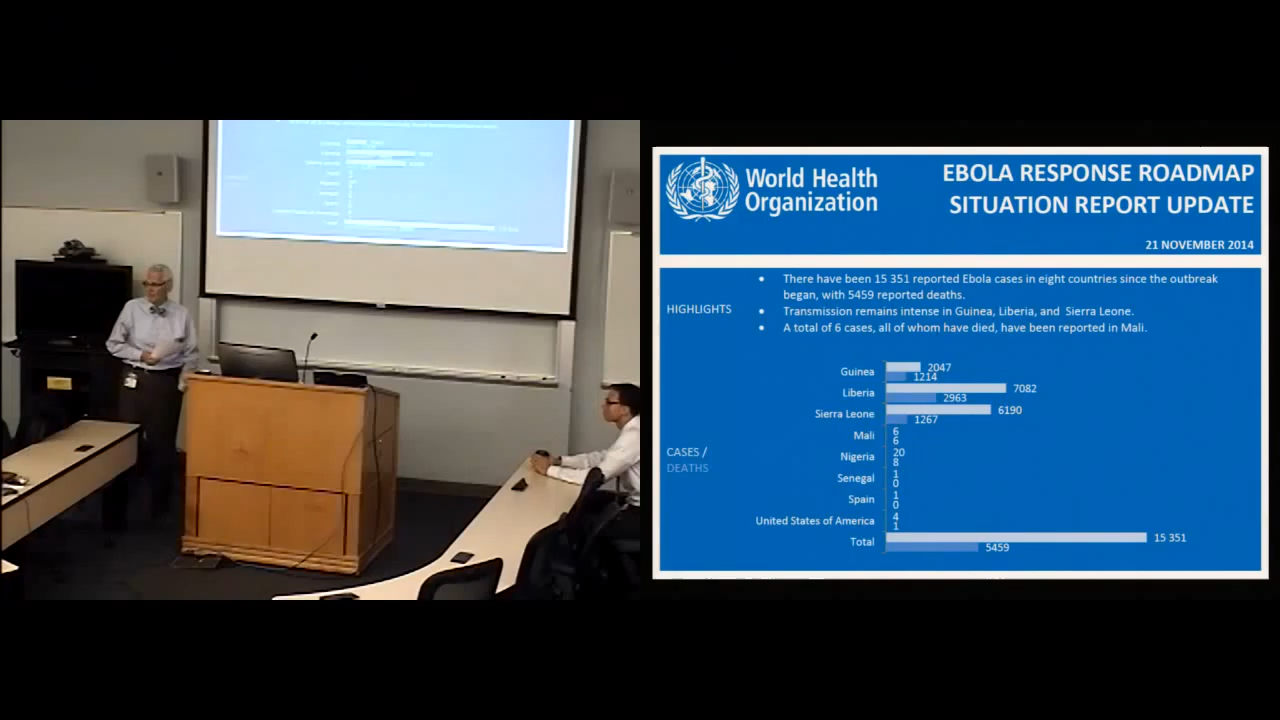 World Health
Organization
EBOLA RESPONSE ROADMAP
SITUATION REPORT UPDATE
21 NOVEMBER 2014
HIGHLIGHTS
• There have been 15 351 reported Ebola cases in eight countries since the outbreak
began, with 5459 reported deaths.
• Transmission remains intense in Guinea, Liberia, and Sierra Leone.
• A total of 6 cases, all of whom have died, have been reported in Mali.
CASES /
DEATHS
Guinea 2047
1214
Liberia 7082
2963
Sierra Leone 6190
1267
Mali 6
6
Nigeria 20
8
Senegal 1
0
Spain 1
0
United States of America 4
1
Total 15 351
5459